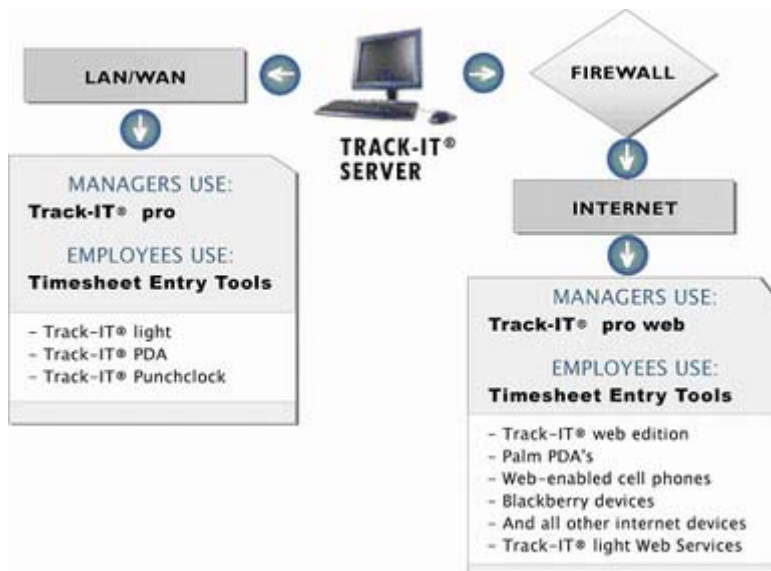 LAN/WAN
TRACK-IT®
SERVER
FIREWALL
MANAGERS USE:
Track-IT® pro
EMPLOYEES USE:
Timesheet Entry Tools
- Track-IT® light
- Track-IT® PDA
- Track-IT® Punchclock
INTERNET
MANAGERS USE:
Track-IT® pro web
EMPLOYEES USE:
Timesheet Entry Tools
- Track-IT® web edition
- Palm PDA's
- Web-enabled cell phones
- Blackberry devices
- And all other internet devices
- Track-IT® light Web Services